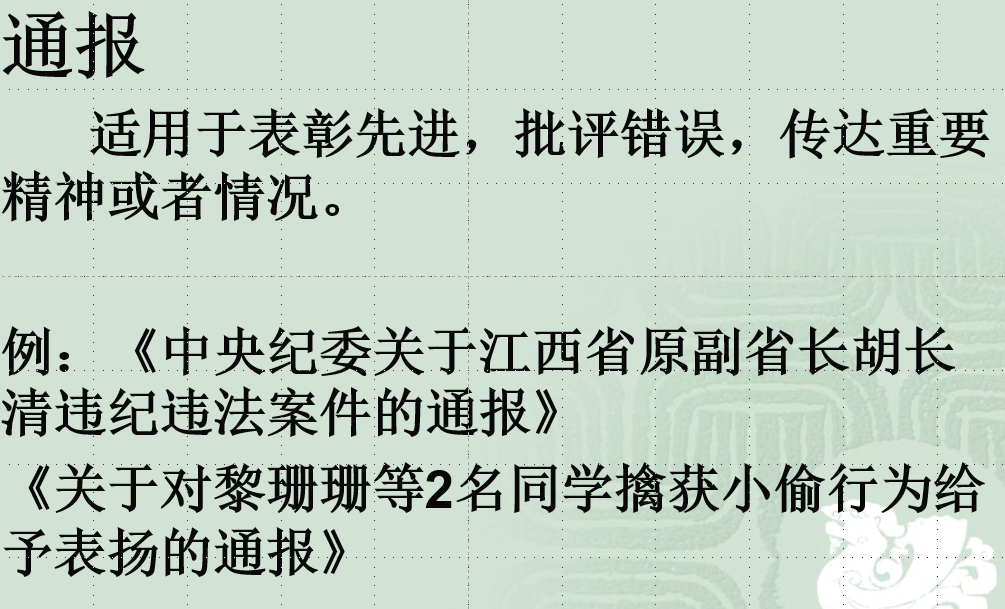 通报
适用于表彰先进，批评错误，传达重要
精神或者情况。
例：《中央纪委关于江西省原副省长胡长
清违纪违法案件的通报》
《关于对黎珊珊等2名同学擒获小偷行为给
予表扬的通报》